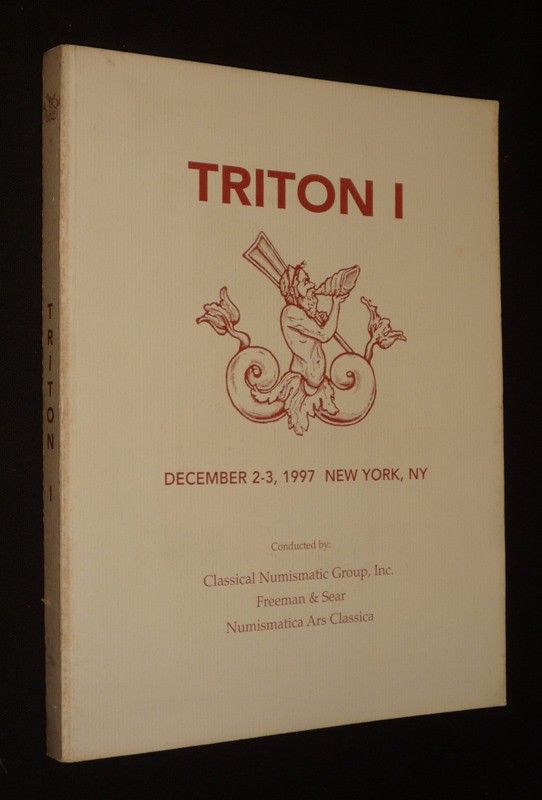 TRITON I
DECEMBER 2-3, 1997 NEW YORK, NY
Conducted by:
Classical Numismatic Group, Inc.
Freeman & Sear
Numismatica Ars Classica
TRITON I